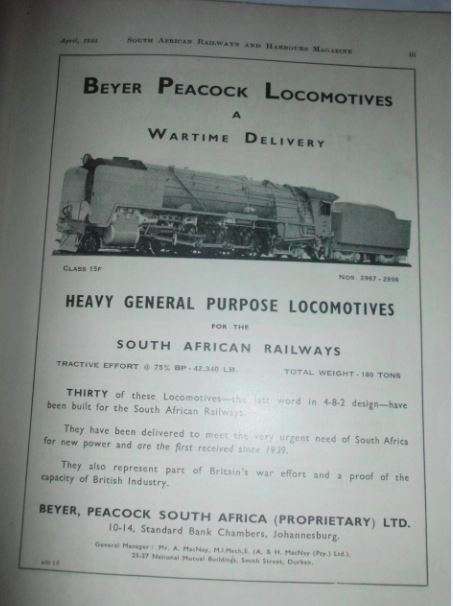 April,
SOUTH AFRICAN RAILWAYS AND HARBOURS MAGAZINE
BEYER PEACOCK LOCOMOTIVES
A
WARTIME DELIVERY
CLASS 15F
NOS. 2967 - 2996
HEAVY GENERAL PURPOSE LOCOMOTIVES
FOR THE
SOUTH AFRICAN RAILWAYS
TRACTIVE EFFORT @ 75% BP - 42,340 LB.
TOTAL WEIGHT - 180 TONS
THIRTY of these Locomotives—the last word in 4-8-2 design—have
been built for the South African Railways.
They have been delivered to meet the very urgent need of South Africa
for new power and are the first received since 1939.
They also represent part of Britain's war effort and a proof of the
capacity of British Industry.
BEYER, PEACOCK SOUTH AFRICA (PROPRIETARY) LTD.
10-14, Standard Bank Chambers, Johannesburg.
General Manager : Mr. A. MacNay, M.I.Mech.E. (A. & H. MacNay (Pty.) Ltd.),
25-27 National Mutual Buildings, Smith Street, Durban.